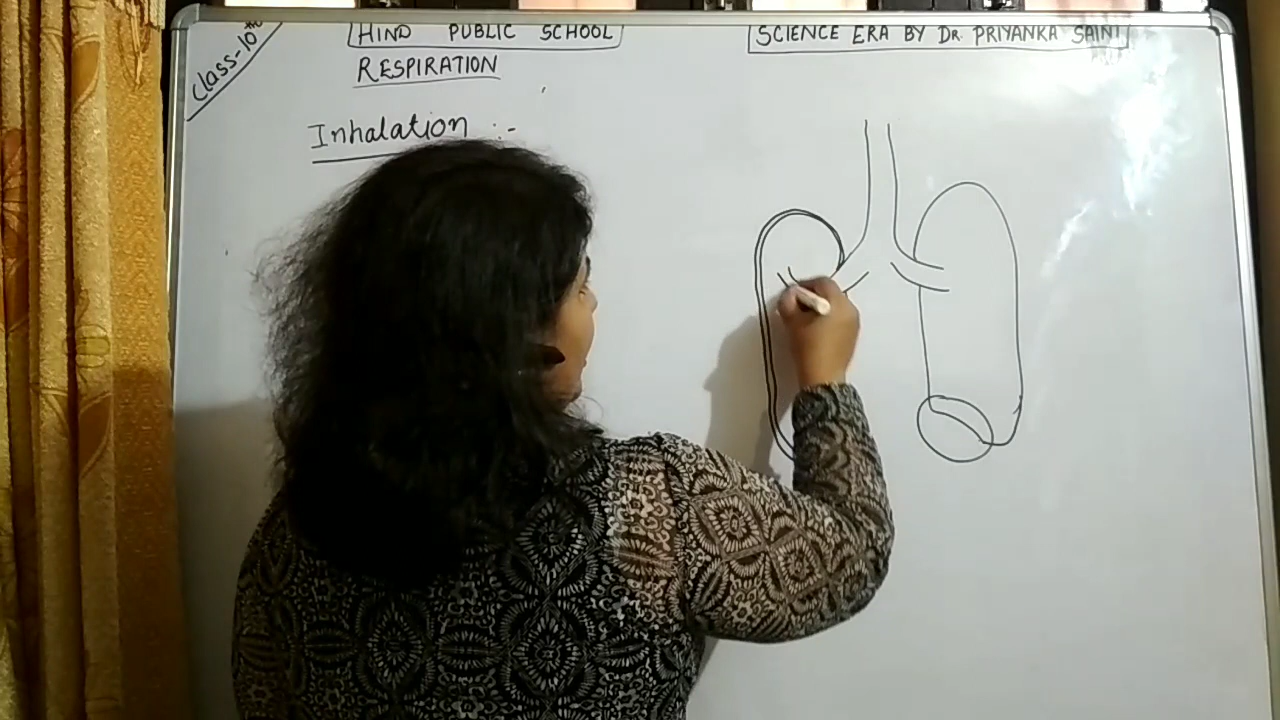 Class-10th
HIND PUBLIC SCHOOL
SCIENCE ERA BY DR. PRIYANKA SAINI
RESPIRATION
Inhalation :-